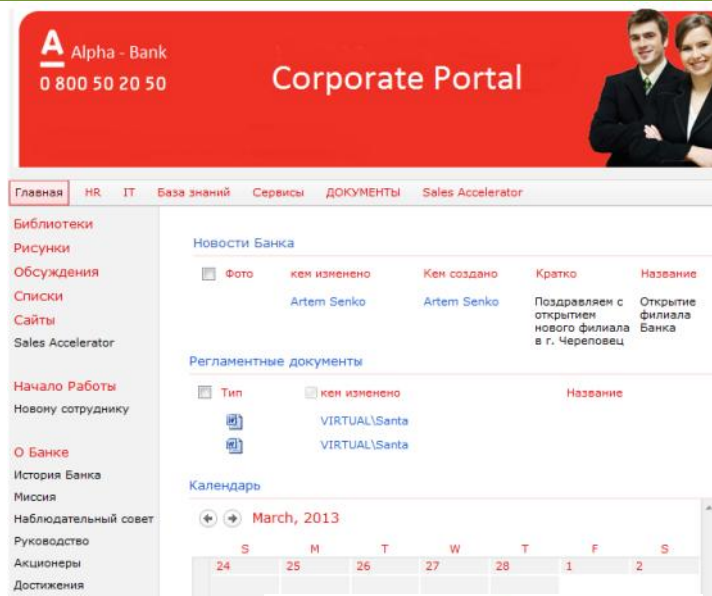 A Alpha - Bank
0 800 50 20 50
Corporate Portal
Главная HR IT База знаний Сервисы ДОКУМЕНТЫ Sales Accelerator
Библиотеки
Рисунки
Обсуждения
Списки
Сайты
Sales Accelerator
Начало Работы
Новому сотруднику
О Банке
История Банка
Миссия
Наблюдательный совет
Руководство
Акционеры
Достижения
Новости Банка
Фото кем изменено Кем создано Кратко Название
Artem Senko Artem Senko Поздравляем с Открытие
открытием филиала
нового филиала Банка
в г. Череповец
Регламентные документы
Тип кем изменено Название
VIRTUAL\Santa
VIRTUAL\Santa
Календарь
March, 2013
S M T W T F S
24 25 26 27 28 1 2